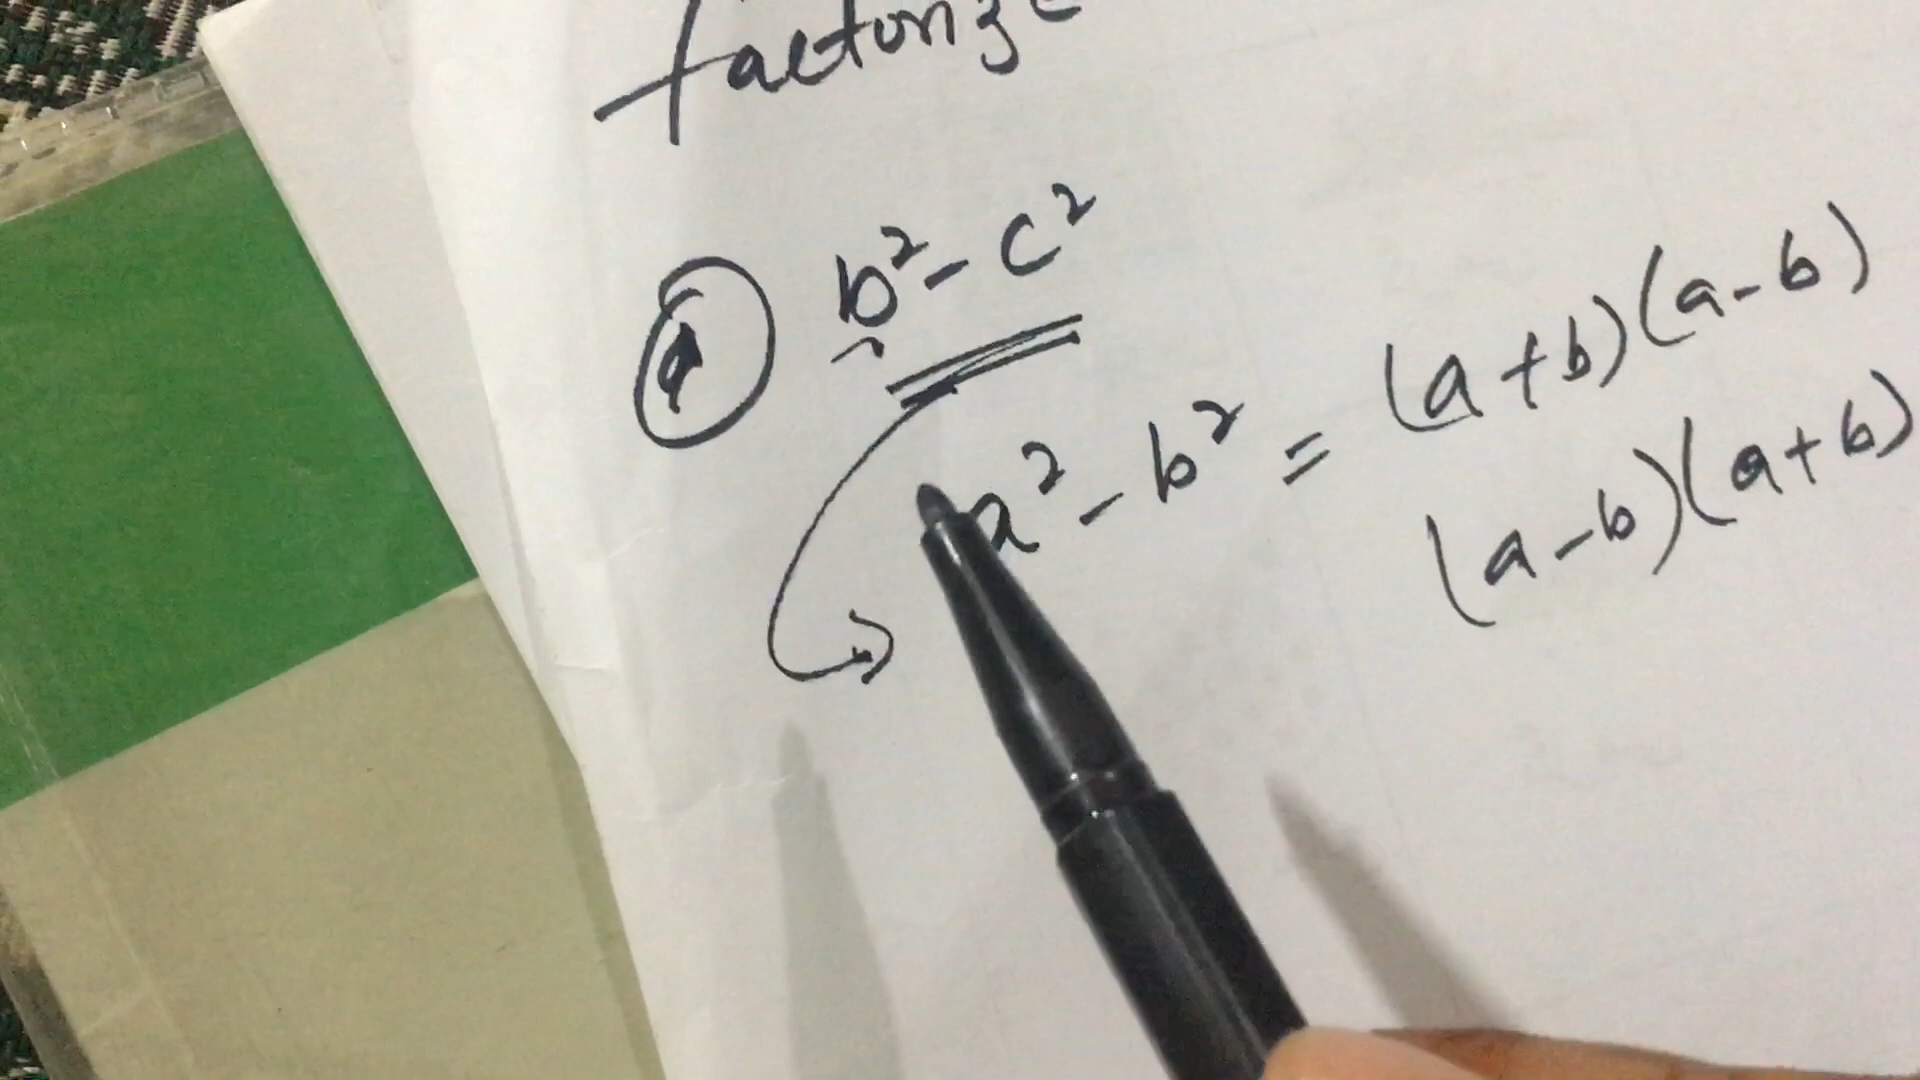 factorize
(a) b² - c²
a² - b² = (a + b)(a - b)
(a - b)(a + b)